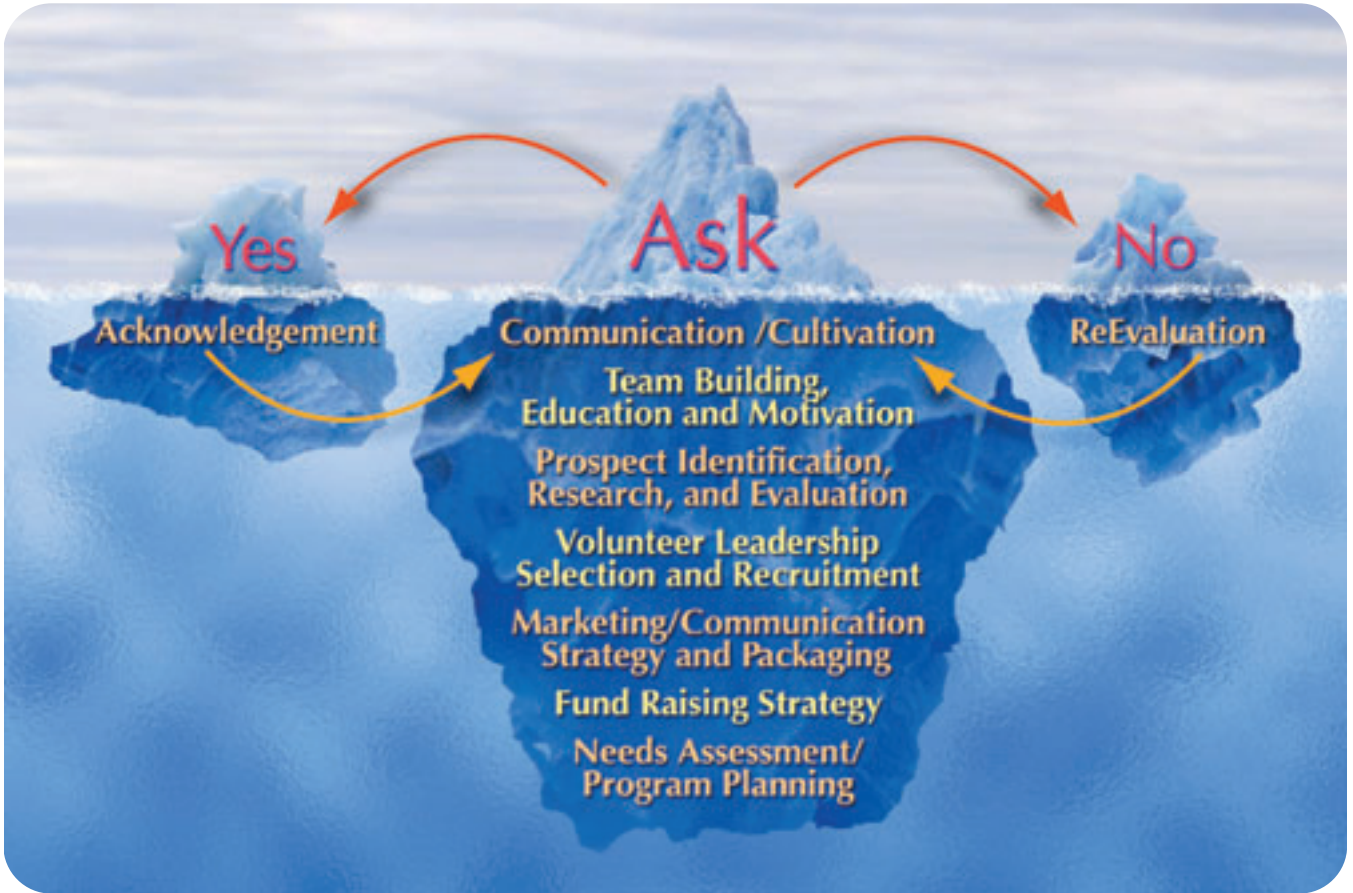 Ask
Yes
No
Acknowledgement
Communication /Cultivation
ReEvaluation
Team Building,
Education and Motivation
Prospect Identification,
Research, and Evaluation
Volunteer Leadership
Selection and Recruitment
Marketing/Communication
Strategy and Packaging
Fund Raising Strategy
Needs Assessment/
Program Planning